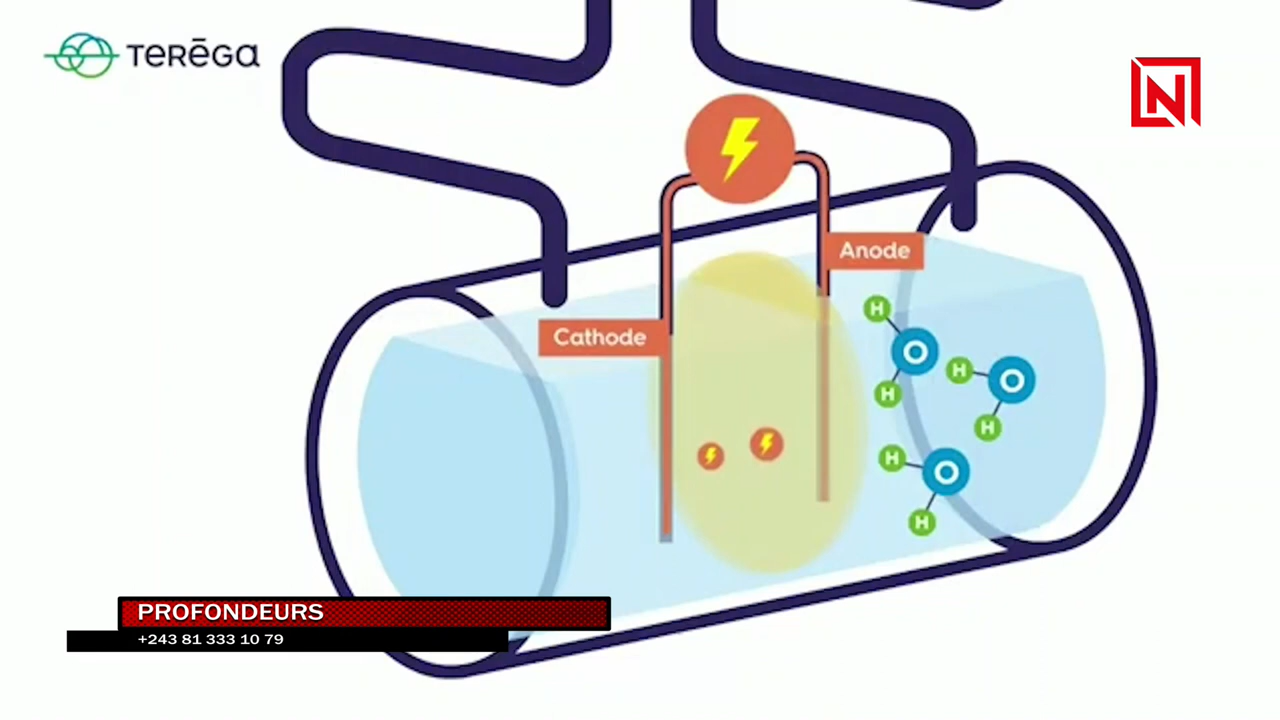 TERĒGA
N
Anode
Cathode
H
O
H
H
O
H
H
O
H
PROFONDEURS
+243 81 333 10 79